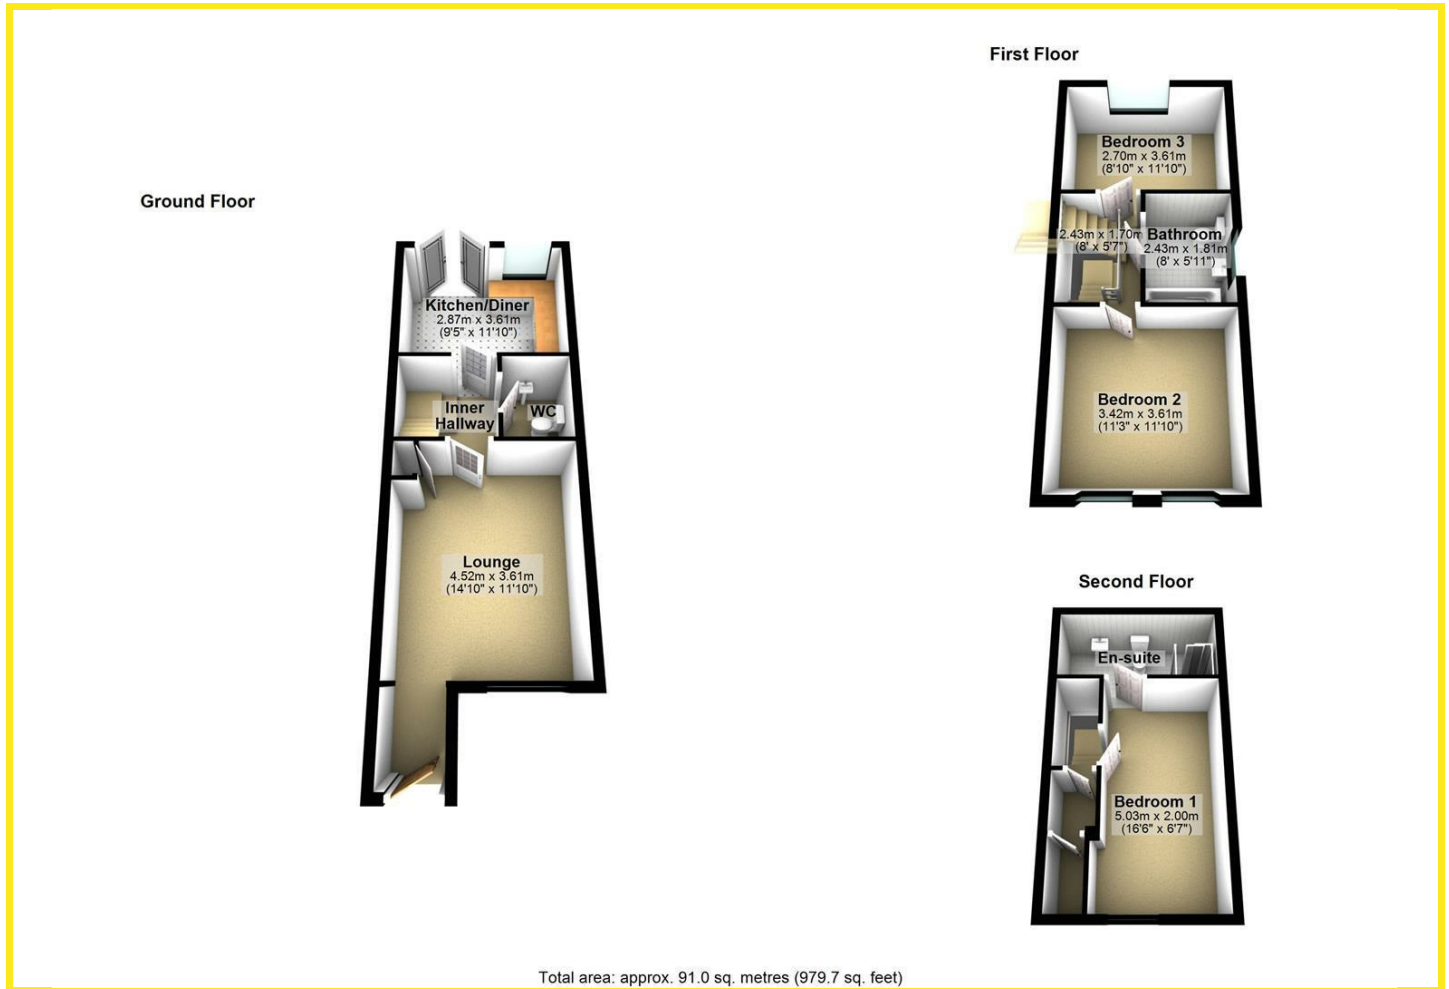 First Floor
Bedroom 3
2.70m x 3.61m
(8'10" x 11'10")
2.43m x 1.70m
(8' x 5'7")
Bathroom
2.43m x 1.81m
(8' x 5'11")
Bedroom 2
3.42m x 3.61m
(11'3" x 11'10")
Ground Floor
Kitchen/Diner
2.87m x 3.61m
(9'5" x 11'10")
Inner
Hallway
WC
Lounge
4.52m x 3.61m
(14'10" x 11'10")
Second Floor
En-suite
Bedroom 1
5.03m x 2.00m
(16'6" x 6'7")
Total area: approx. 91.0 sq. metres (979.7 sq. feet)